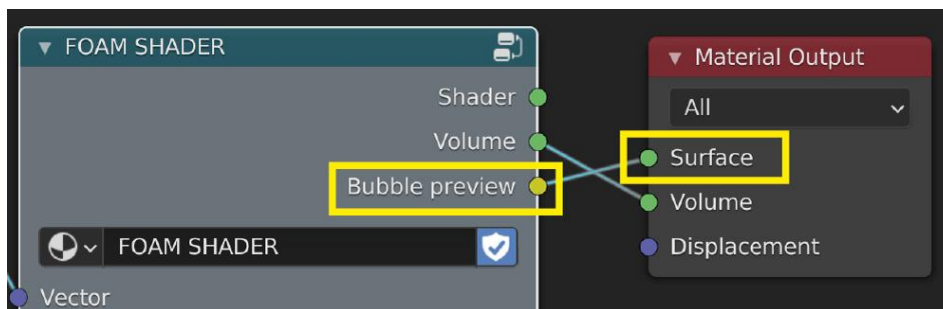 FOAM SHADER
Shader
Volume
Bubble preview
FOAM SHADER
Vector
Material Output
All
Surface
Volume
Displacement